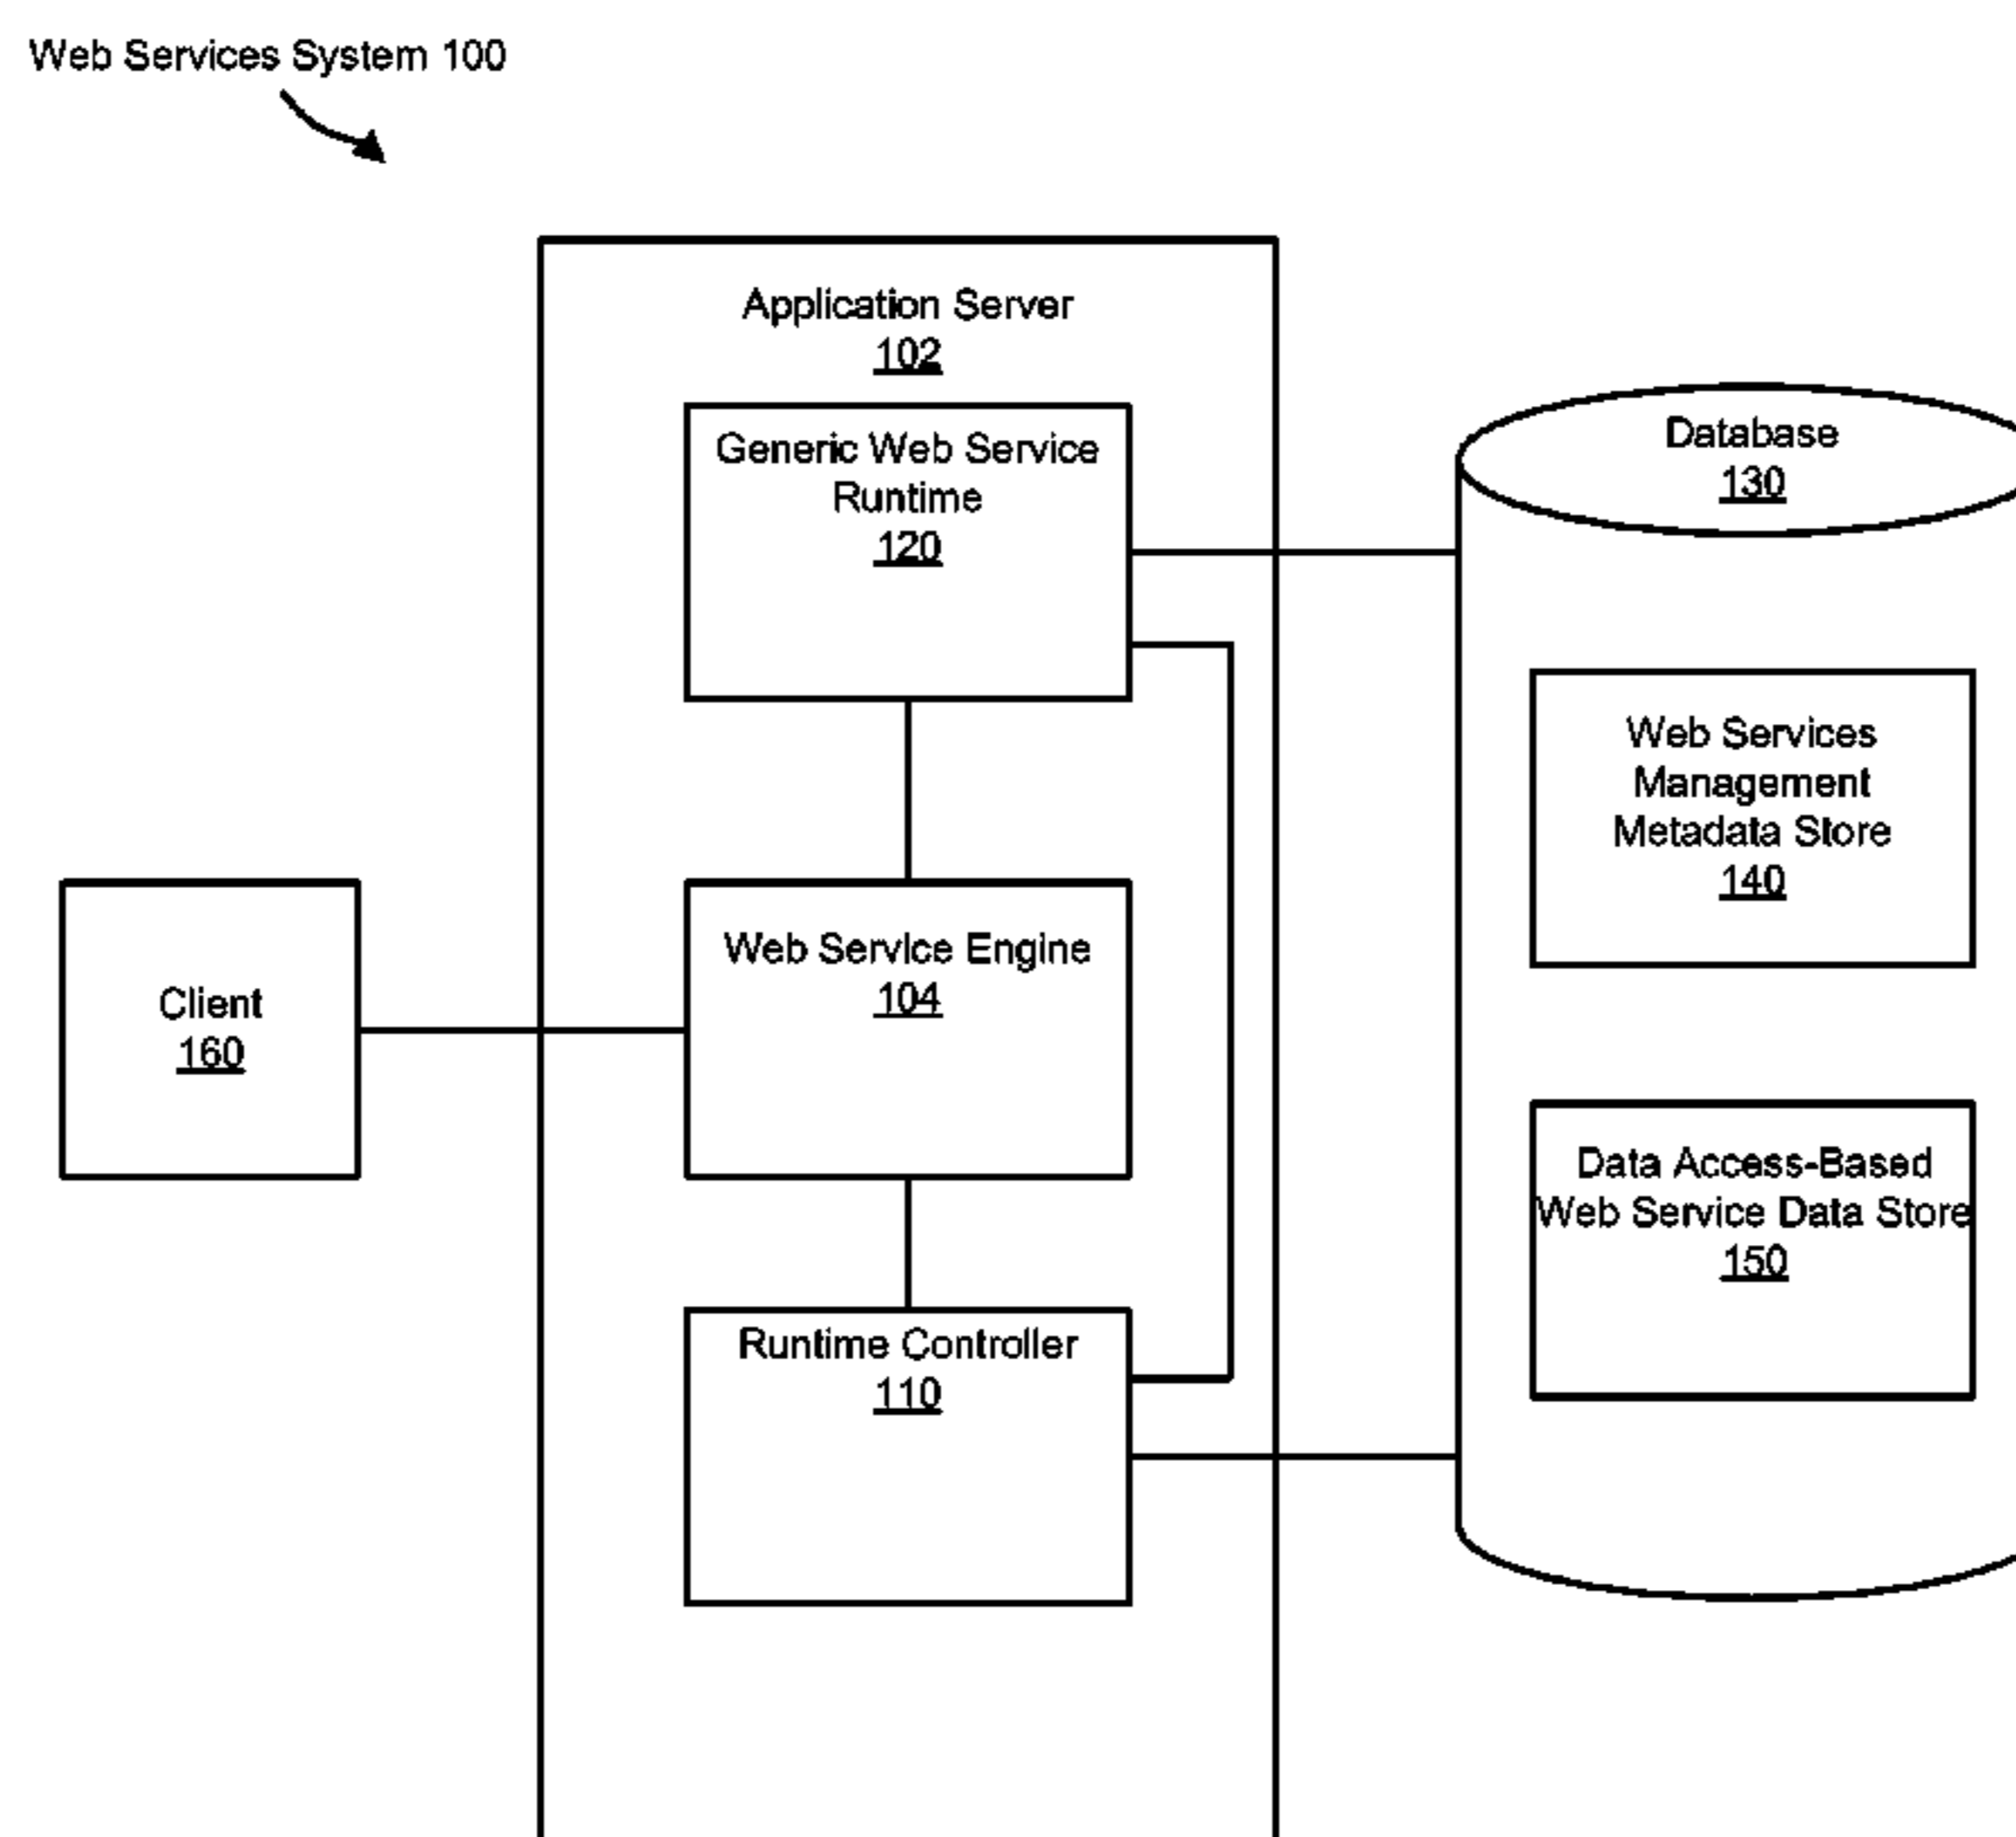 Web Services System 100
Application Server
102
Generic Web Service
Runtime
120
Database
130
Web Services
Management
Metadata Store
140
Client
160
Web Service Engine
104
Data Access-Based
Web Service Data Store
150
Runtime Controller
110